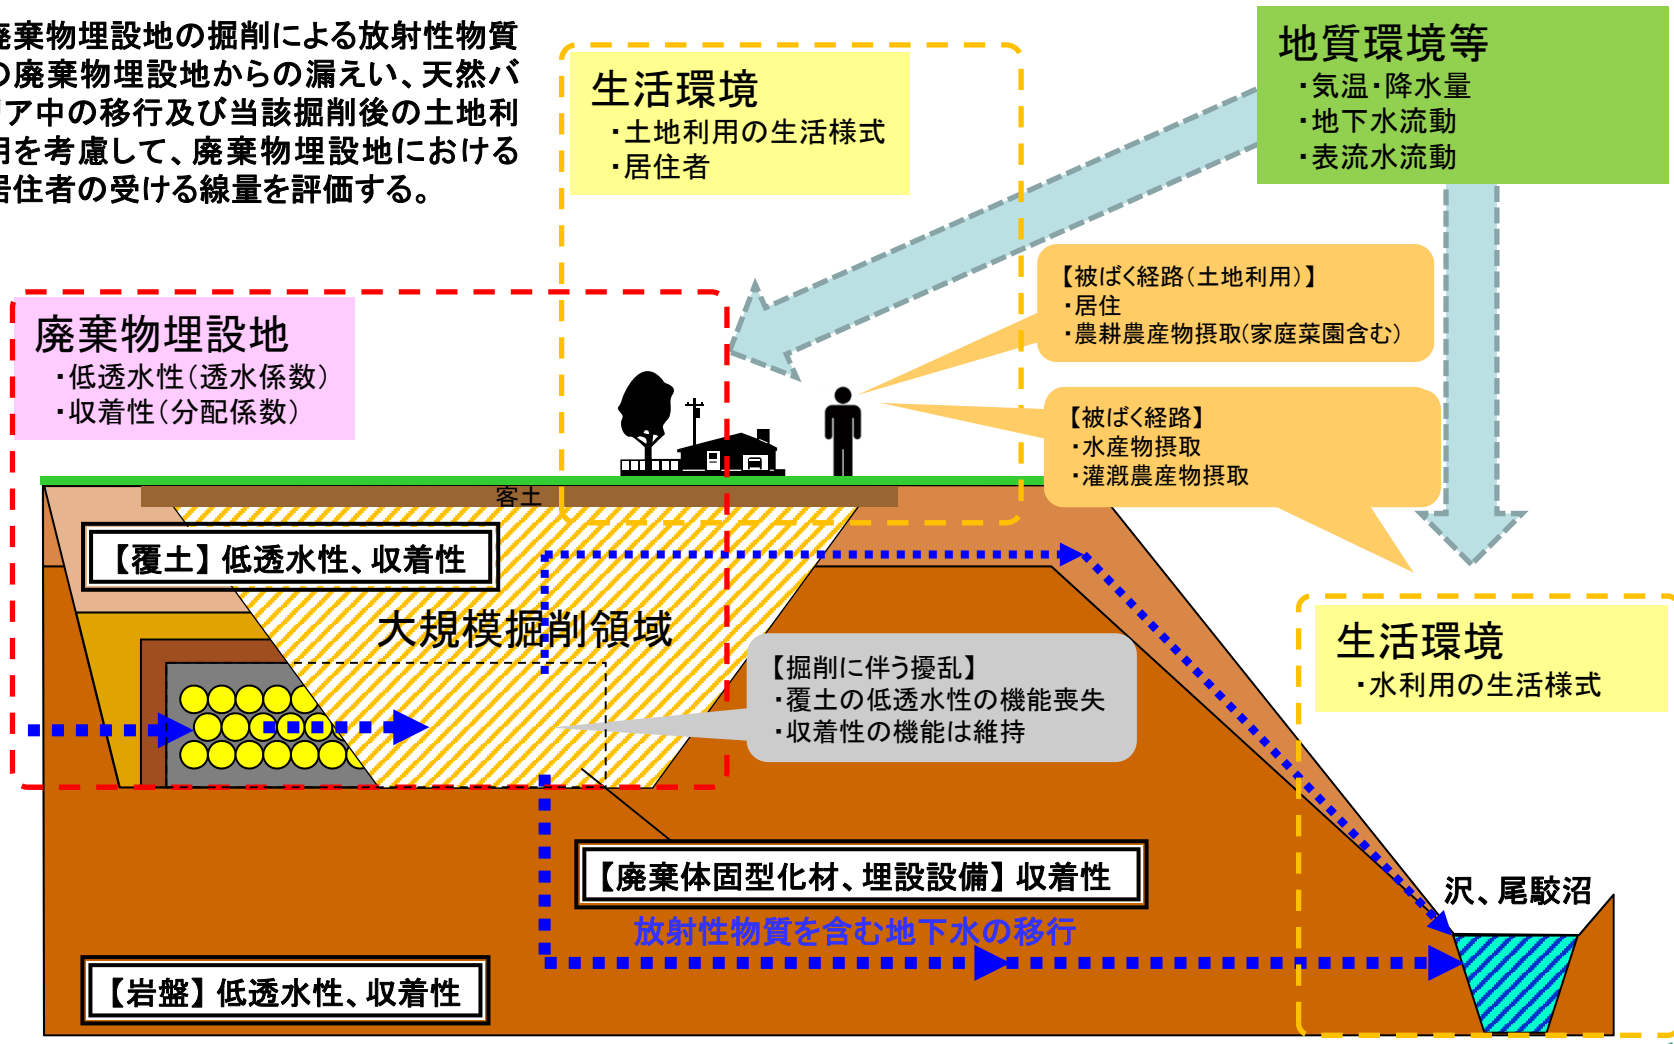 廃棄物埋設地の掘削による放射性物質
の廃棄物埋設地からの漏えい、天然バ
リア中の移行及び当該掘削後の土地利
用を考慮して、廃棄物埋設地における
居住者の受ける線量を評価する。
生活環境
・土地利用の生活様式
・居住者
地質環境等
・気温・降水量
・地下水流動
・表流水流動
【被ばく経路(土地利用)】
・居住
・農耕農産物摂取(家庭菜園含む)
廃棄物埋設地
・低透水性(透水係数)
・収着性(分配係数)
【被ばく経路】
・水産物摂取
・灌漑農産物摂取
客土
【覆土】低透水性、収着性
大規模掘削領域
【掘削に伴う擾乱】
・覆土の低透水性の機能喪失
・収着性の機能は維持
生活環境
・水利用の生活様式
【廃棄体固型化材、埋設設備】収着性
沢、尾駮沼
放射性物質を含む地下水の移行
【岩盤】低透水性、収着性